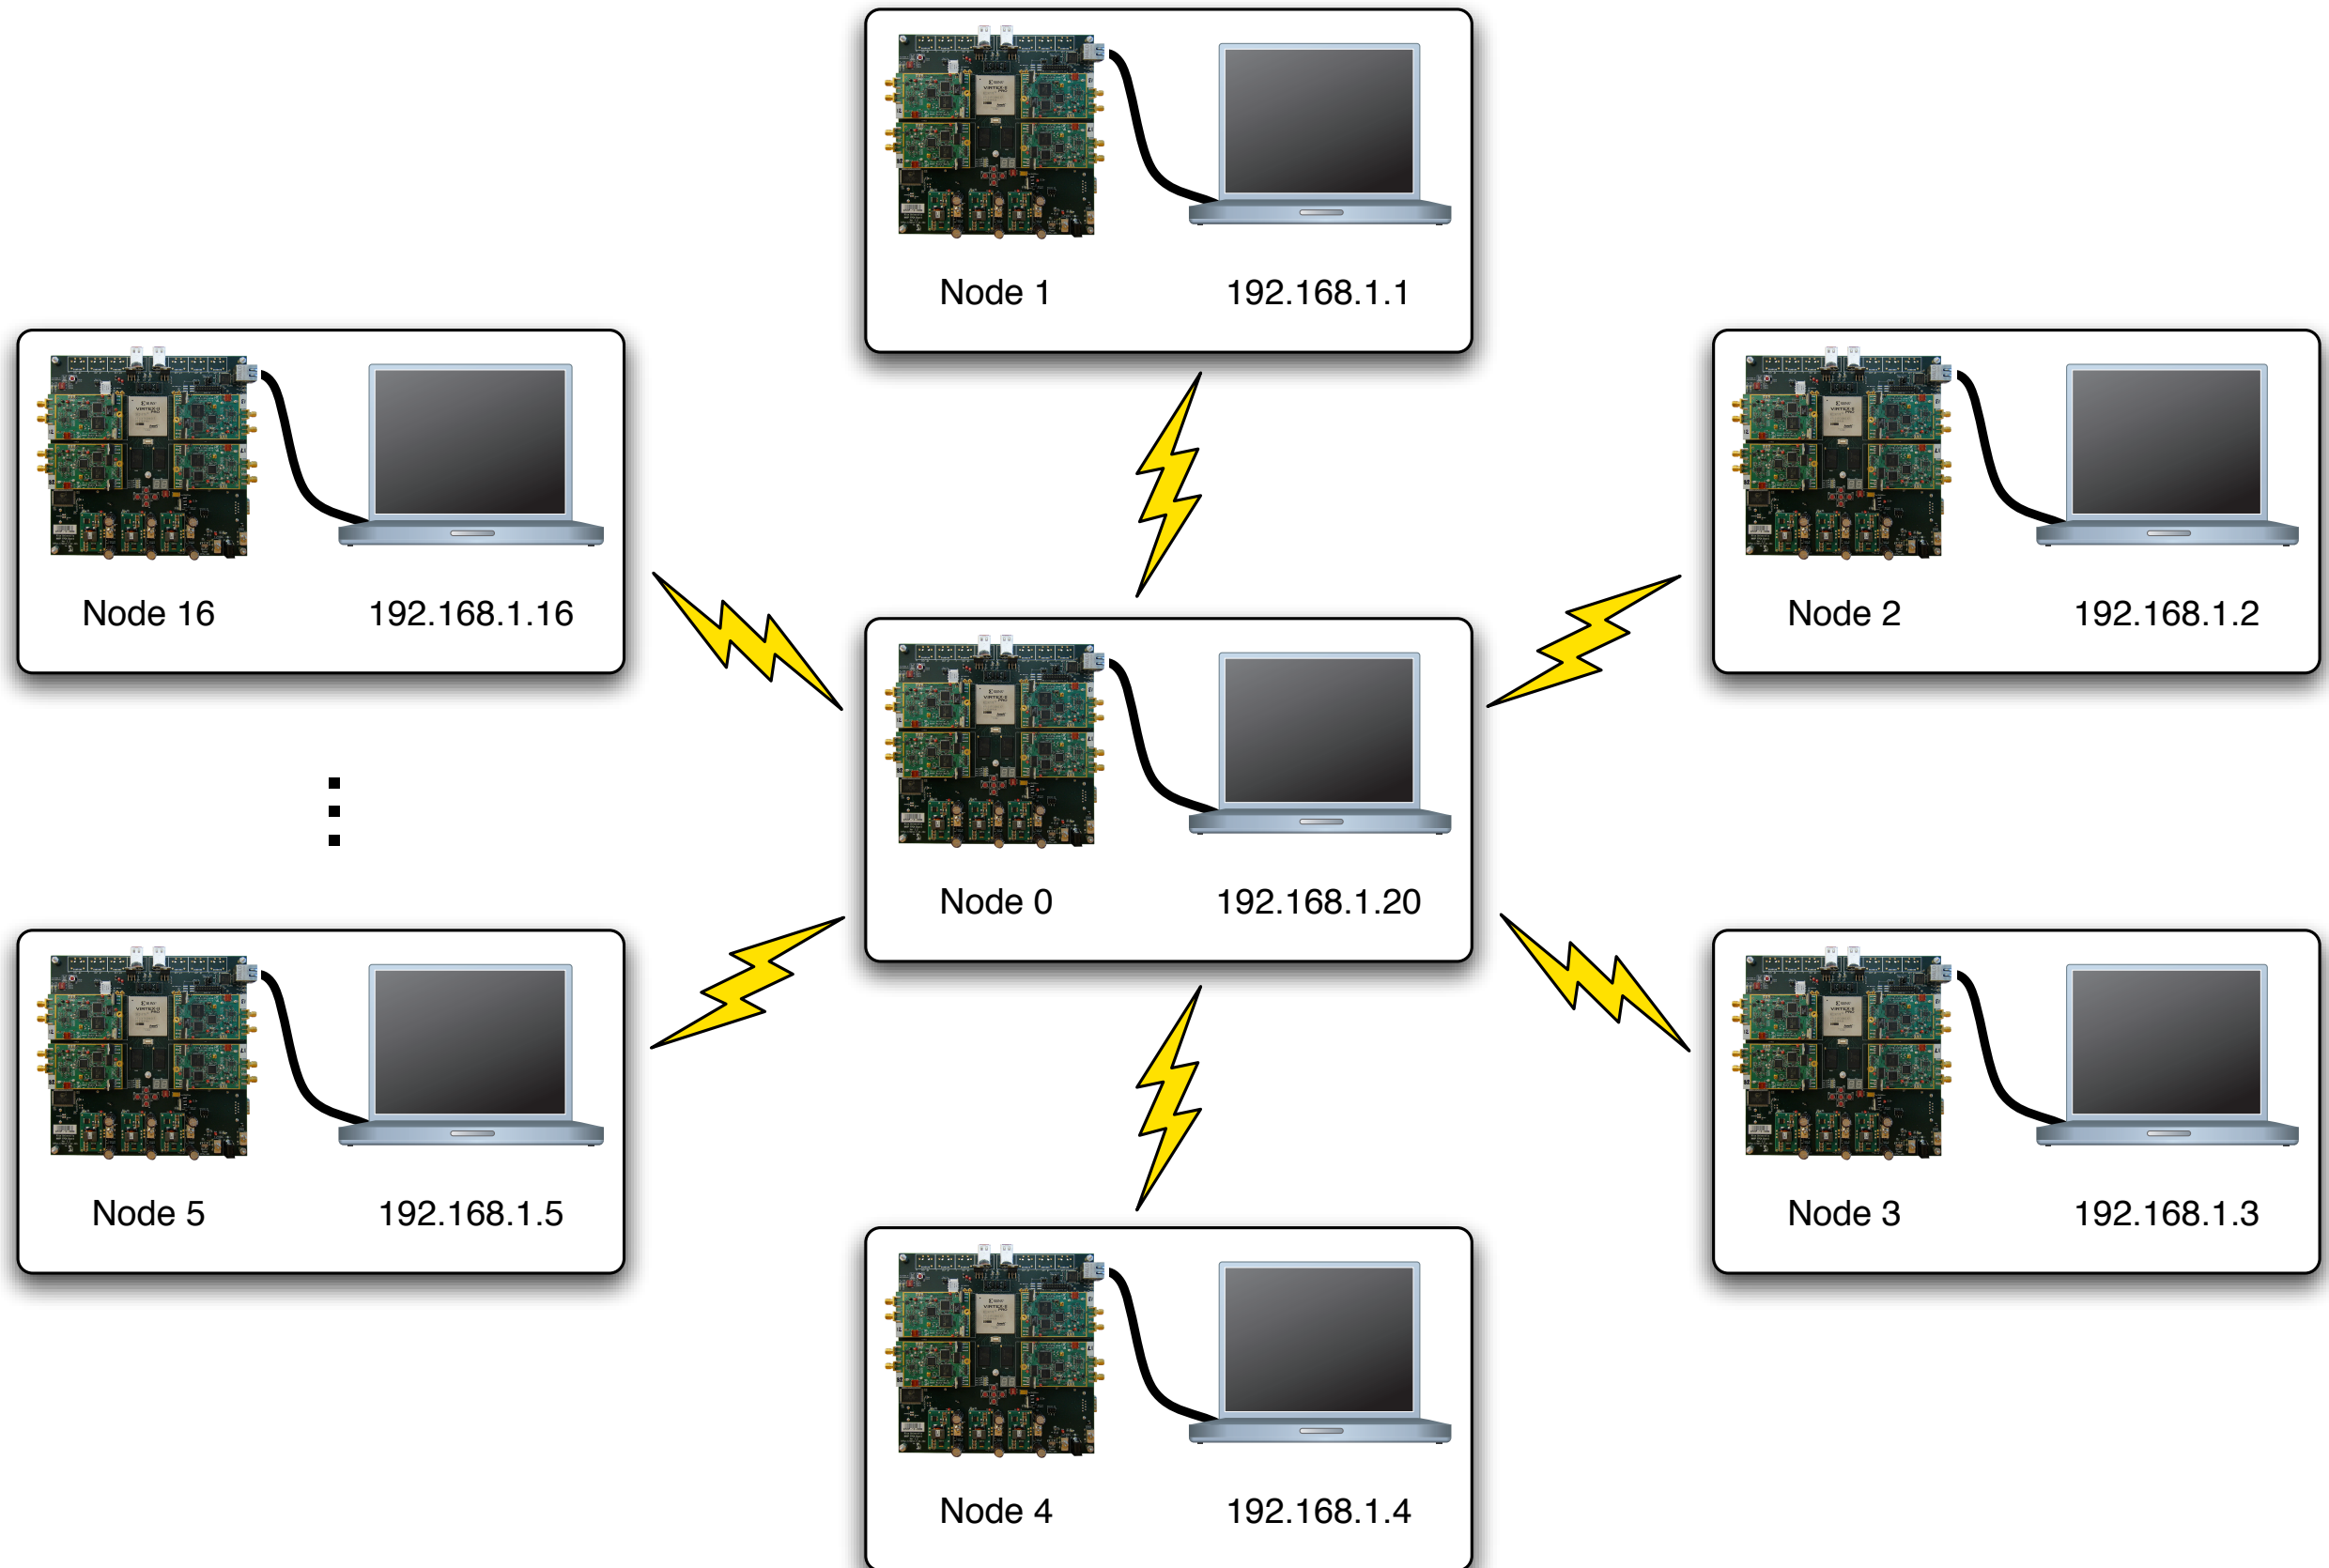 Node 1 192.168.1.1
Node 16 192.168.1.16
Node 2 192.168.1.2
Node 0 192.168.1.20
Node 5 192.168.1.5
Node 3 192.168.1.3
Node 4 192.168.1.4